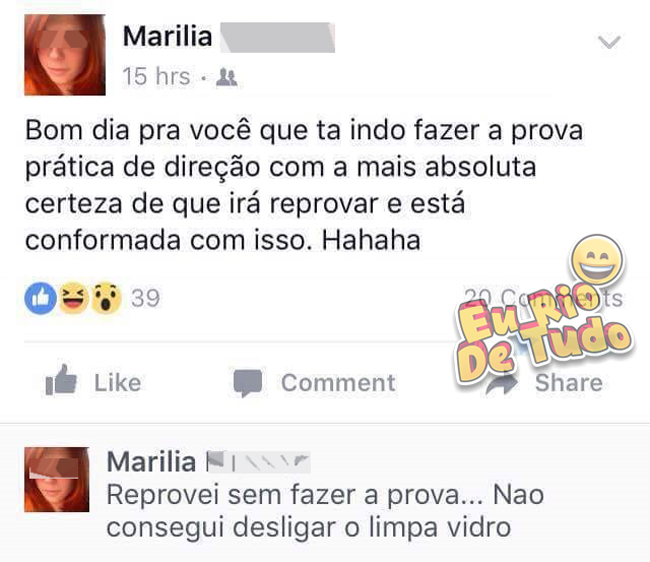 Marilia
15 hrs ·
Bom dia pra você que ta indo fazer a prova
prática de direção com a mais absoluta
certeza de que irá reprovar e está
conformada com isso. Hahaha
39
20 Comments
Eu Rio
De Tudo
Like
Comment
Share
Marilia
Reprovei sem fazer a prova... Nao
consegui desligar o limpa vidro